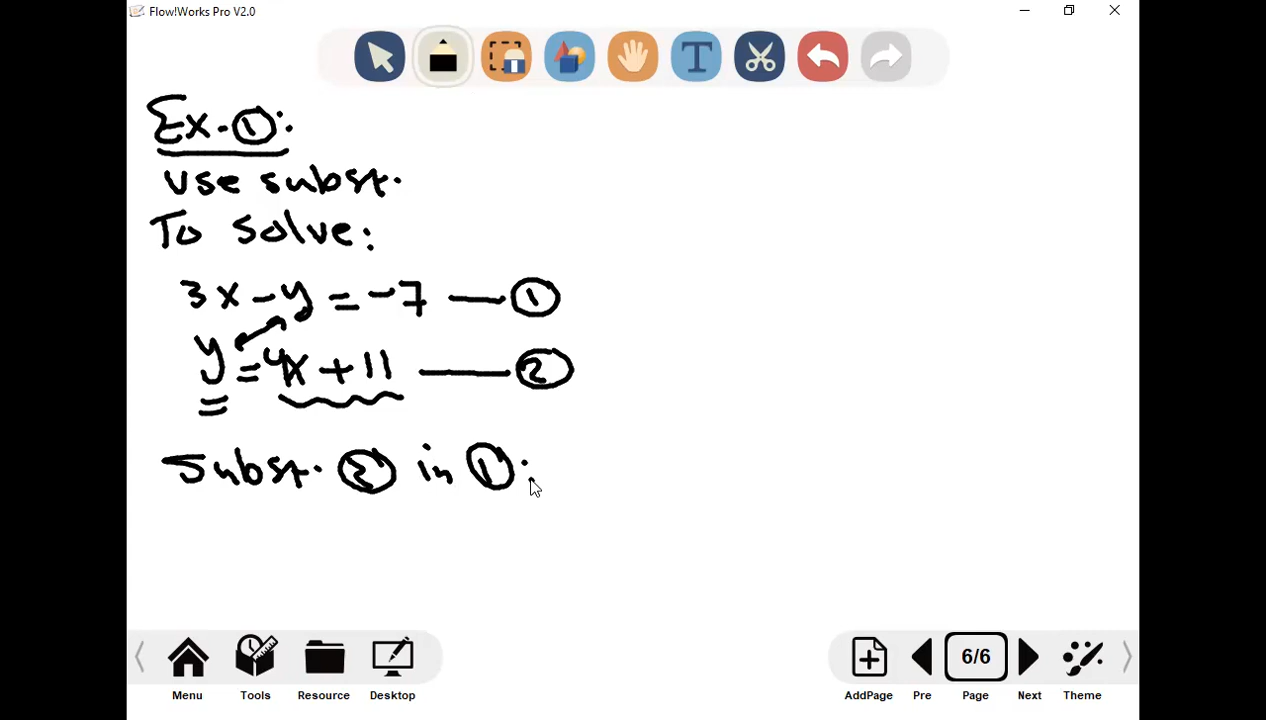 Flow!Works Pro V2.0
Ex. ①:
Use subst.
To solve:
3x - y = -7 — ①
y = 4x + 11 — ②
Subst. ② in ①:
6/6
Menu Tools Resource Desktop AddPage Pre Page Next Theme